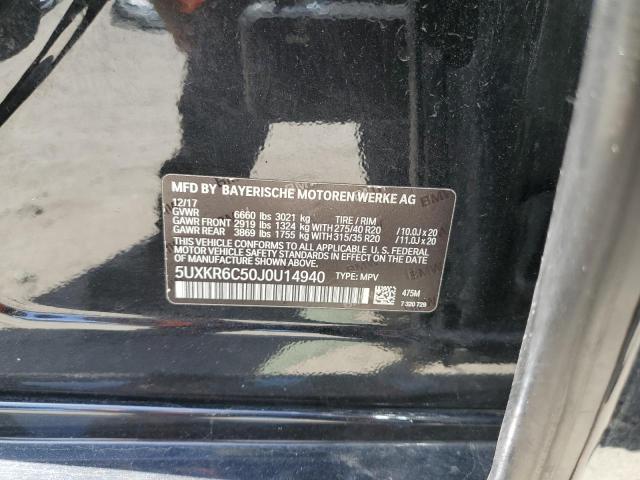 MFD BY BAYERISCHE MOTOREN WERKE AG
12/17
GVWR 6660 lbs 3021 kg TIRE / RIM
GAWR FRONT 2919 lbs 1324 kg WITH 275/40 R20 /10.0J x 20
GAWR REAR 3869 lbs 1755 kg WITH 315/35 R20 /11.0J x 20
THIS VEHICLE CONFORMS TO ALL APPLICABLE U. S. FEDERAL
MOTOR VEHICLE SAFETY STANDARDS IN EFFECT ON THE
DATE OF MANUFACTURE SHOWN ABOVE.
5UXKR6C50J0U14940 TYPE: MPV
475M
7 320 729